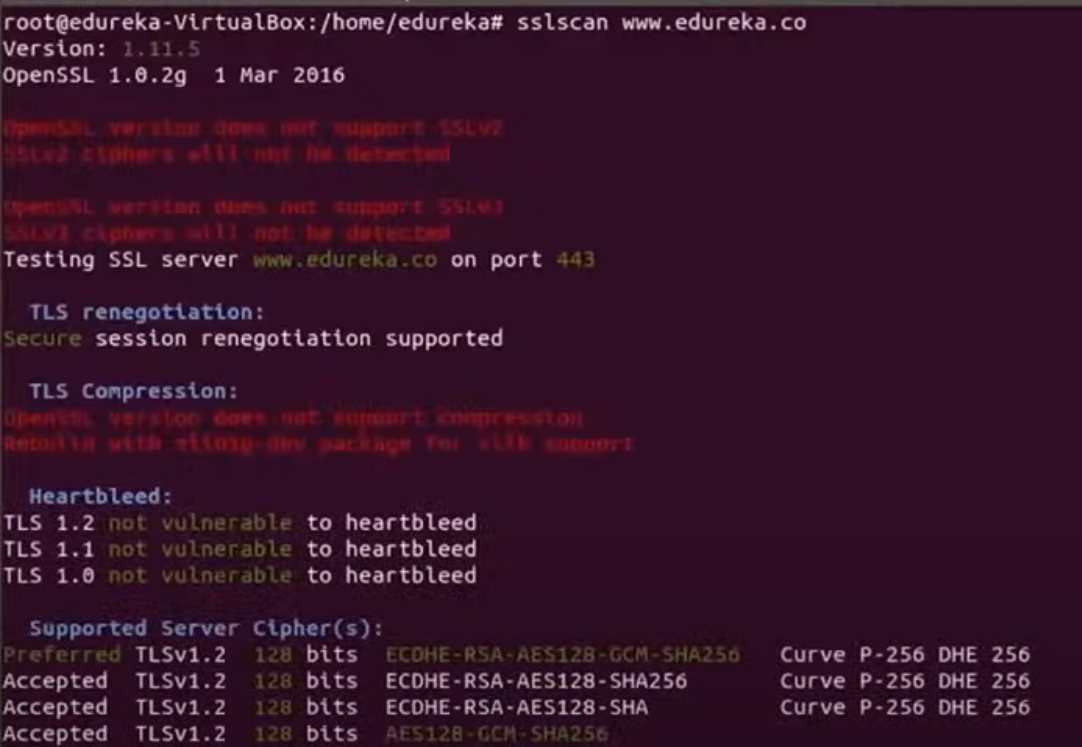 root@edureka-VirtualBox:/home/edureka# sslscan www.edureka.co
Version: 1.11.5
OpenSSL 1.0.2g  1 Mar 2016
OpenSSL version does not support SSLv2
SSLv2 ciphers will not be detected
OpenSSL version does not support SSLv3
SSLv3 ciphers will not be detected
Testing SSL server www.edureka.co on port 443
TLS renegotiation:
Secure session renegotiation supported
TLS Compression:
OpenSSL version does not support compression
Rebuild with zlib1g-dev package for zlib support
Heartbleed:
TLS 1.2 not vulnerable to heartbleed
TLS 1.1 not vulnerable to heartbleed
TLS 1.0 not vulnerable to heartbleed
Supported Server Cipher(s):
Preferred TLSv1.2  128 bits  ECDHE-RSA-AES128-GCM-SHA256   Curve P-256 DHE 256
Accepted  TLSv1.2  128 bits  ECDHE-RSA-AES128-SHA256       Curve P-256 DHE 256
Accepted  TLSv1.2  128 bits  ECDHE-RSA-AES128-SHA          Curve P-256 DHE 256
Accepted  TLSv1.2  128 bits  AES128-GCM-SHA256